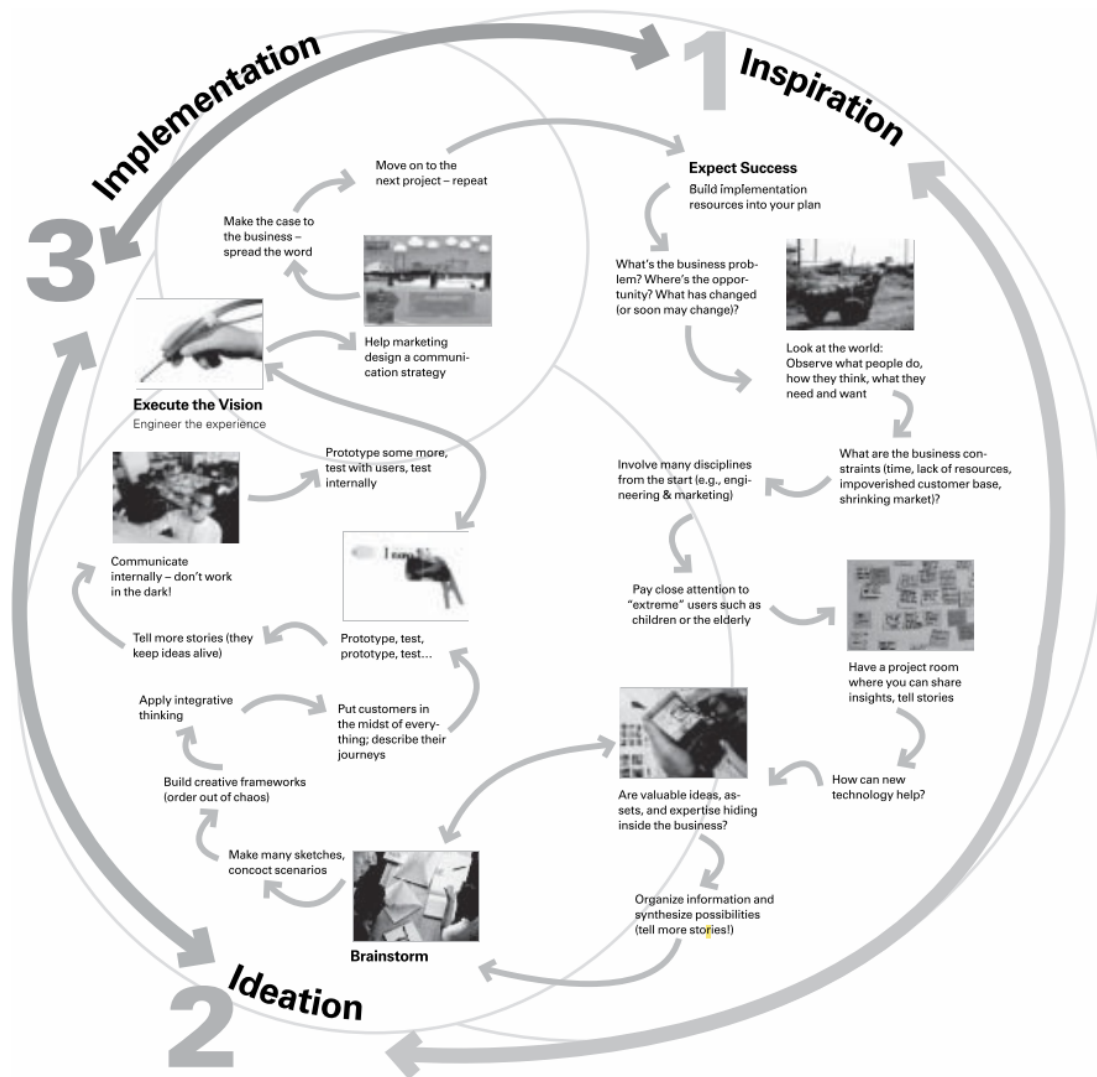 1
Inspiration
Expect Success
Build implementation
resources into your plan
What's the business prob-
lem? Where's the oppor-
tunity? What has changed
(or soon may change)?
Look at the world:
Observe what people do,
how they think, what they
need and want
What are the business con-
straints (time, lack of resources,
impoverished customer base,
shrinking market)?
Involve many disciplines
from the start (e.g., engi-
neering & marketing)
Pay close attention to
“extreme” users such as
children or the elderly
Have a project room
where you can share
insights, tell stories
How can new
technology help?
Are valuable ideas, as-
sets, and expertise hiding
inside the business?
Organize information and
synthesize possibilities
(tell more stories!)
2
Ideation
Brainstorm
Make many sketches,
concoct scenarios
Build creative frameworks
(order out of chaos)
Apply integrative
thinking
Put customers in
the midst of every-
thing; describe their
journeys
Prototype, test,
prototype, test…
Tell more stories (they
keep ideas alive)
Communicate
internally – don't work
in the dark!
Prototype some more,
test with users, test
internally
3
Implementation
Execute the Vision
Engineer the experience
Help marketing
design a communi-
cation strategy
Make the case to
the business –
spread the word
Move on to the
next project – repeat